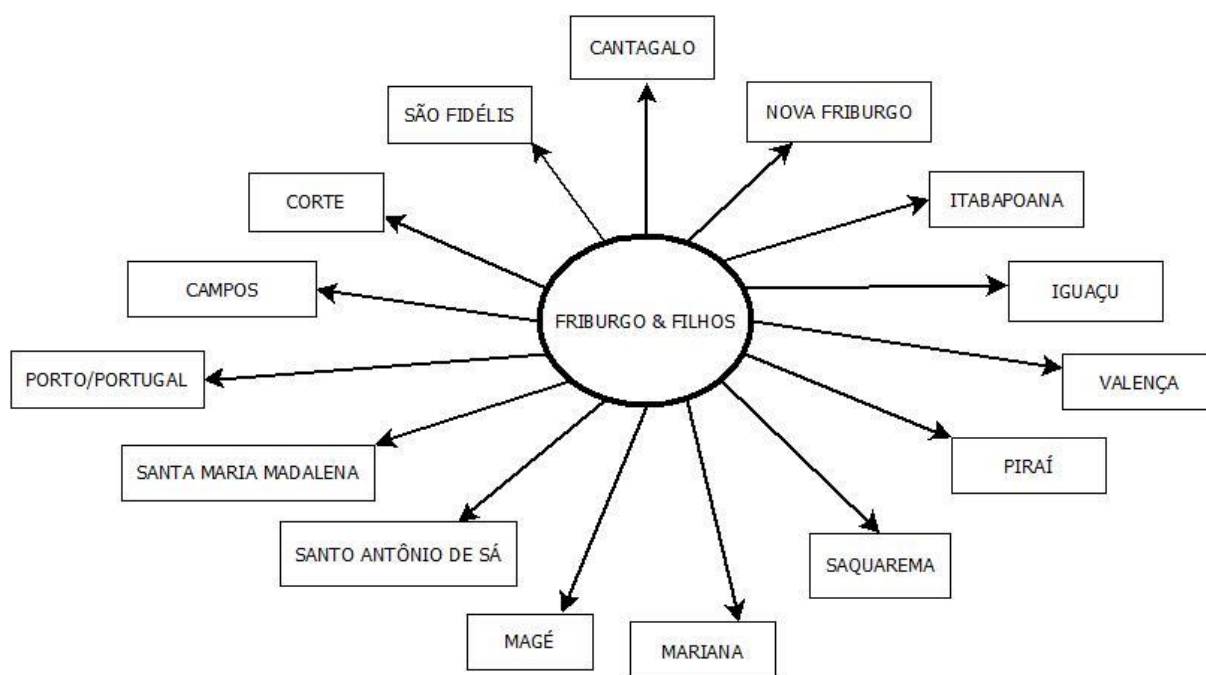 CANTAGALO
SÃO FIDÉLIS
NOVA FRIBURGO
CORTE
ITABAPOANA
CAMPOS
IGUAÇU
FRIBURGO & FILHOS
PORTO/PORTUGAL
VALENÇA
SANTA MARIA MADALENA
PIRAÍ
SANTO ANTÔNIO DE SÁ
SAQUAREMA
MAGÉ
MARIANA